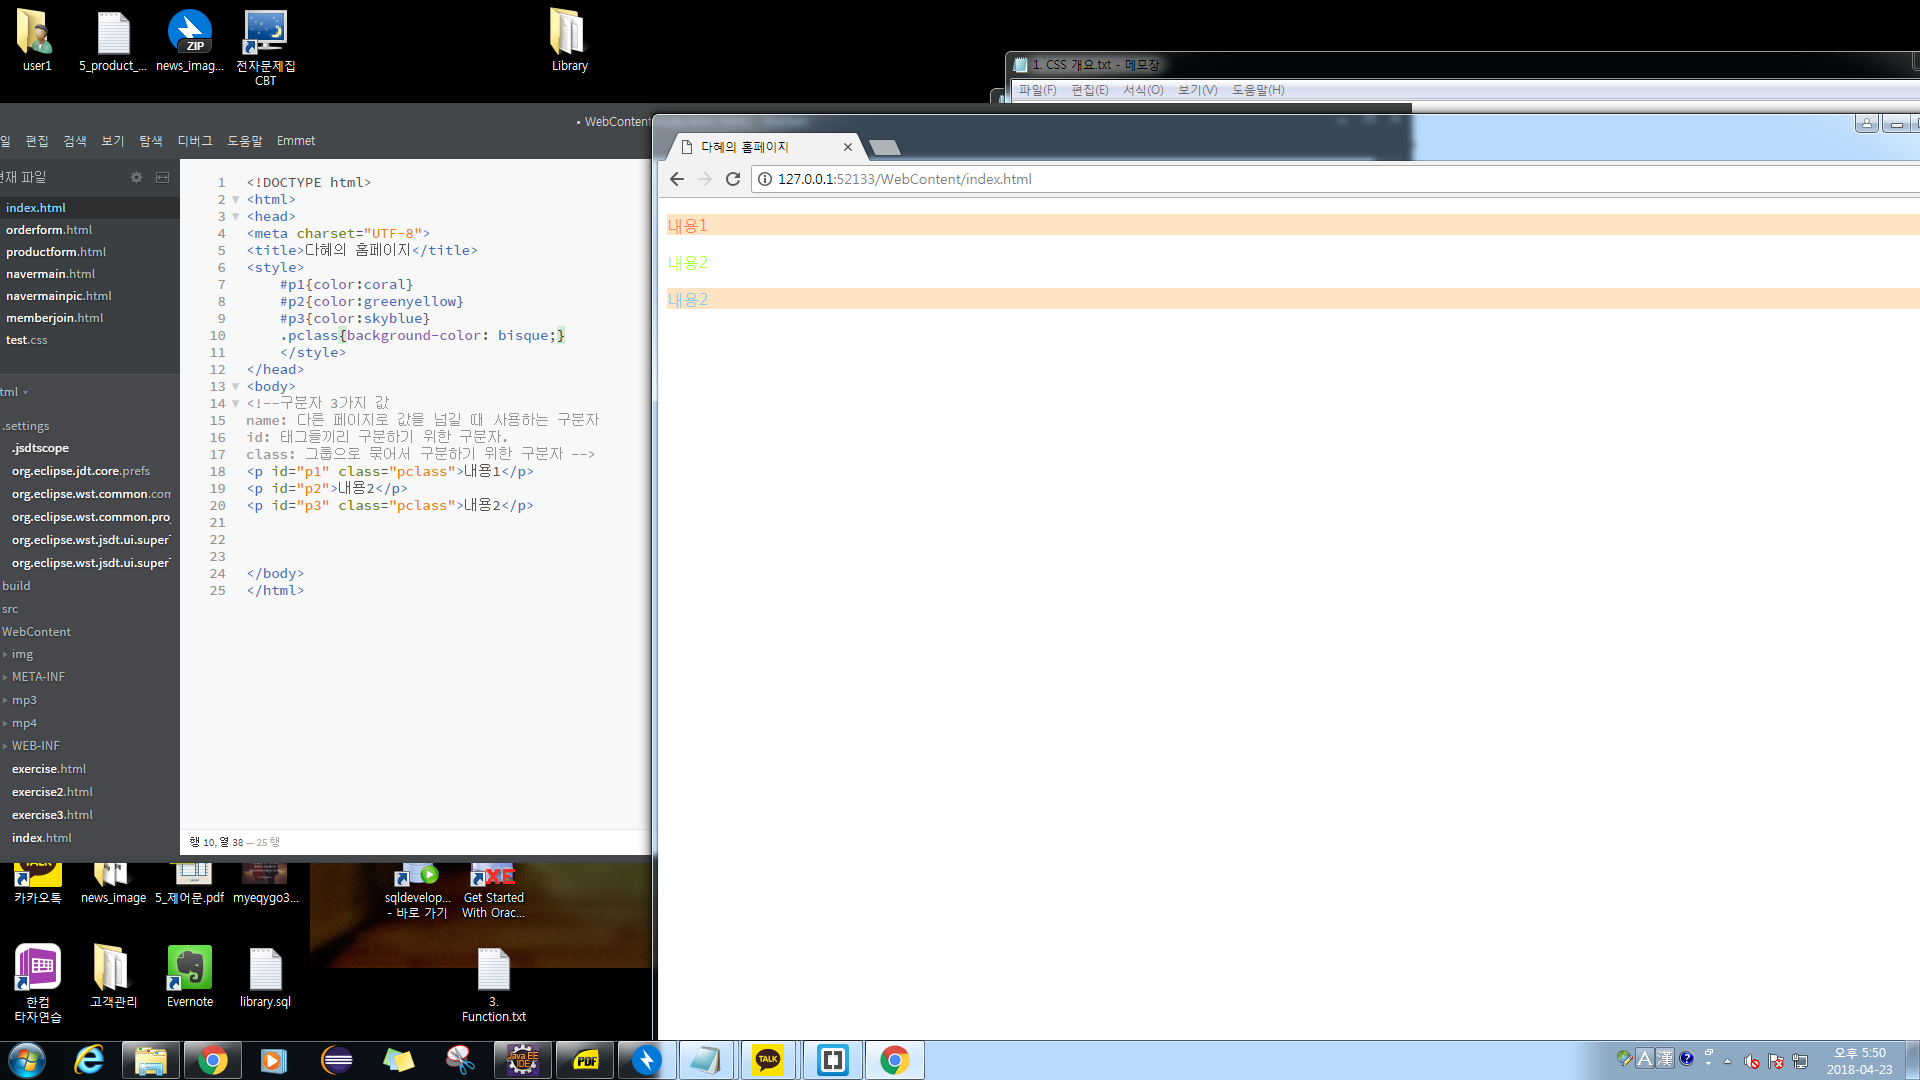 user1
5_product_...
news_imag...
전자문제집
CBT
Library
1. CSS 개요.txt - 메모장
파일(F) 편집(E) 서식(O) 보기(V) 도움말(H)
• WebContent
일 편집 검색 보기 탐색 디버그 도움말 Emmet
다혜의 홈페이지
127.0.0.1:52133/WebContent/index.html
내용1
내용2
내용2
현재 파일
index.html
orderform.html
productform.html
navermain.html
navermainpic.html
memberjoin.html
test.css
tml
.settings
.jsdtscope
org.eclipse.jdt.core.prefs
org.eclipse.wst.common.com
org.eclipse.wst.common.pro
org.eclipse.wst.jsdt.ui.super
org.eclipse.wst.jsdt.ui.super
build
src
WebContent
img
META-INF
mp3
mp4
WEB-INF
exercise.html
exercise2.html
exercise3.html
index.html
1 <!DOCTYPE html>
2 <html>
3 <head>
4 <meta charset="UTF-8">
5 <title>다혜의 홈페이지</title>
6 <style>
7 #p1{color:coral}
8 #p2{color:greenyellow}
9 #p3{color:skyblue}
10 .pclass{background-color: bisque;}
11 </style>
12 </head>
13 <body>
14 <!--구분자 3가지 값
15 name: 다른 페이지로 값을 넘길 때 사용하는 구분자
16 id: 태그들끼리 구분하기 위한 구분자.
17 class: 그룹으로 묶어서 구분하기 위한 구분자 -->
18 <p id="p1" class="pclass">내용1</p>
19 <p id="p2">내용2</p>
20 <p id="p3" class="pclass">내용2</p>
21
22
23
24 </body>
25 </html>
행 10, 열 38 — 25 행
카카오톡
news_image
5_제어문.pdf
myeqygo3...
sqldevelop...
- 바로 가기
Get Started
With Orac...
한컴
타자연습
고객관리
Evernote
library.sql
3.
Function.txt
Java EE
IDE
PDF
TALK
A 漢
오후 5:50
2018-04-23